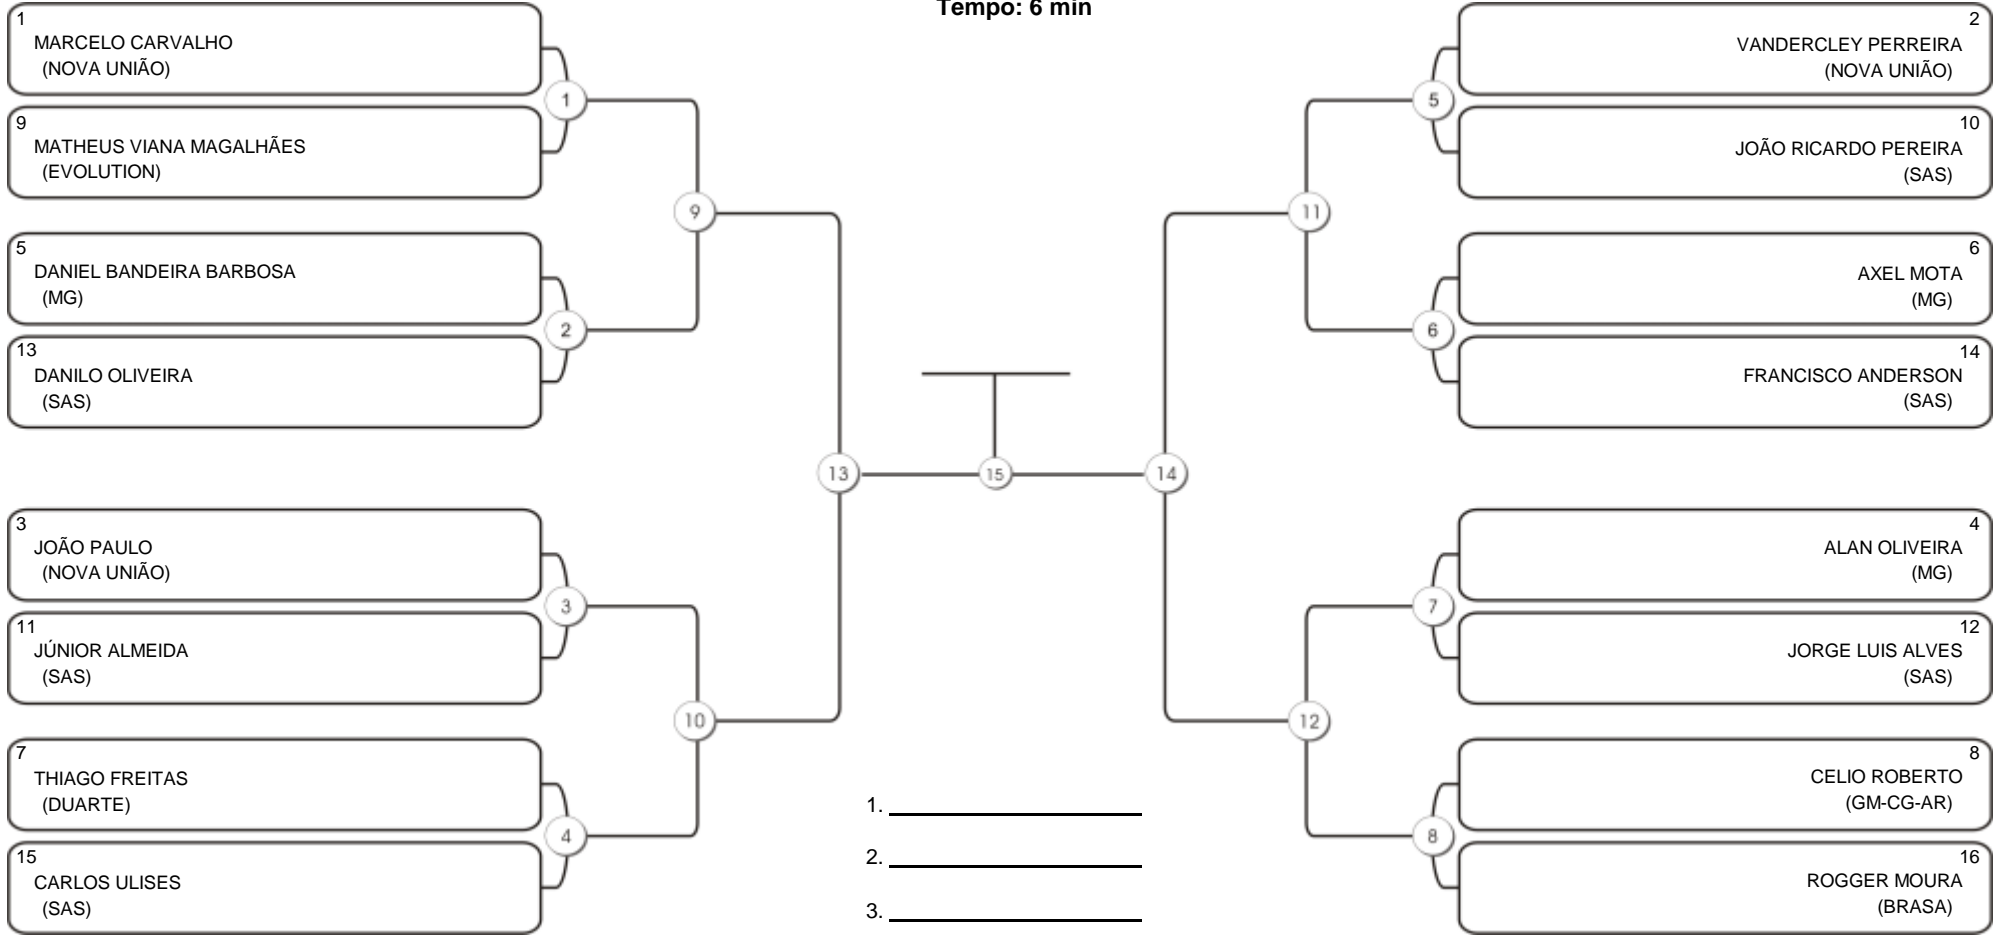 Tempo: 6 min
1
MARCELO CARVALHO
(NOVA UNIÃO)
9
MATHEUS VIANA MAGALHÃES
(EVOLUTION)
1
5
DANIEL BANDEIRA BARBOSA
(MG)
13
DANILO OLIVEIRA
(SAS)
2
9
3
JOÃO PAULO
(NOVA UNIÃO)
11
JÚNIOR ALMEIDA
(SAS)
3
7
THIAGO FREITAS
(DUARTE)
15
CARLOS ULISES
(SAS)
4
10
13
15
14
2
VANDERCLEY PERREIRA
(NOVA UNIÃO)
10
JOÃO RICARDO PEREIRA
(SAS)
5
6
AXEL MOTA
(MG)
14
FRANCISCO ANDERSON
(SAS)
6
11
4
ALAN OLIVEIRA
(MG)
12
JORGE LUIS ALVES
(SAS)
7
8
CELIO ROBERTO
(GM-CG-AR)
16
ROGGER MOURA
(BRASA)
8
12
1.
2.
3.